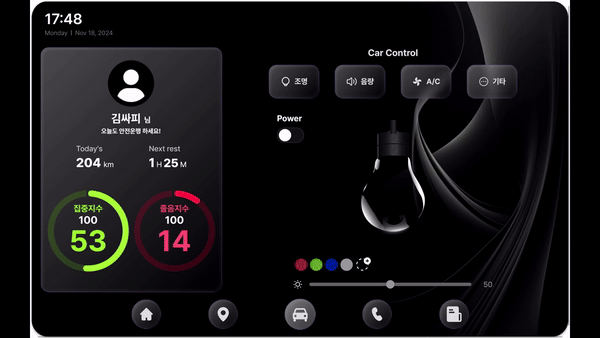 17:48
Monday | Nov 18, 2024
김싸피 님
오늘도 안전운행 하세요!
Today's
Next rest
204 km
1 H 25 M
집중지수
100
53
졸음지수
100
14
Car Control
조명
음량
A/C
기타
Power
50